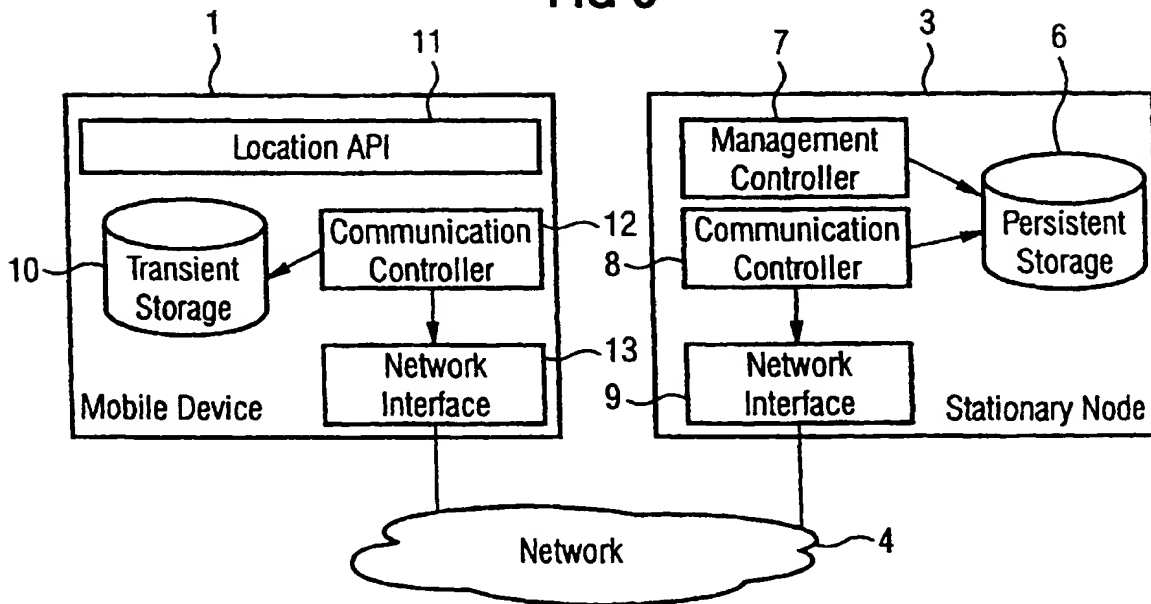 1
11
7
3
6
Location API
Management
Controller
Persistent
Storage
10
Transient
Storage
Communication
Controller
12
8
Communication
Controller
Network
Interface
13
Mobile Device
9
Network
Interface
Stationary Node
Network
4